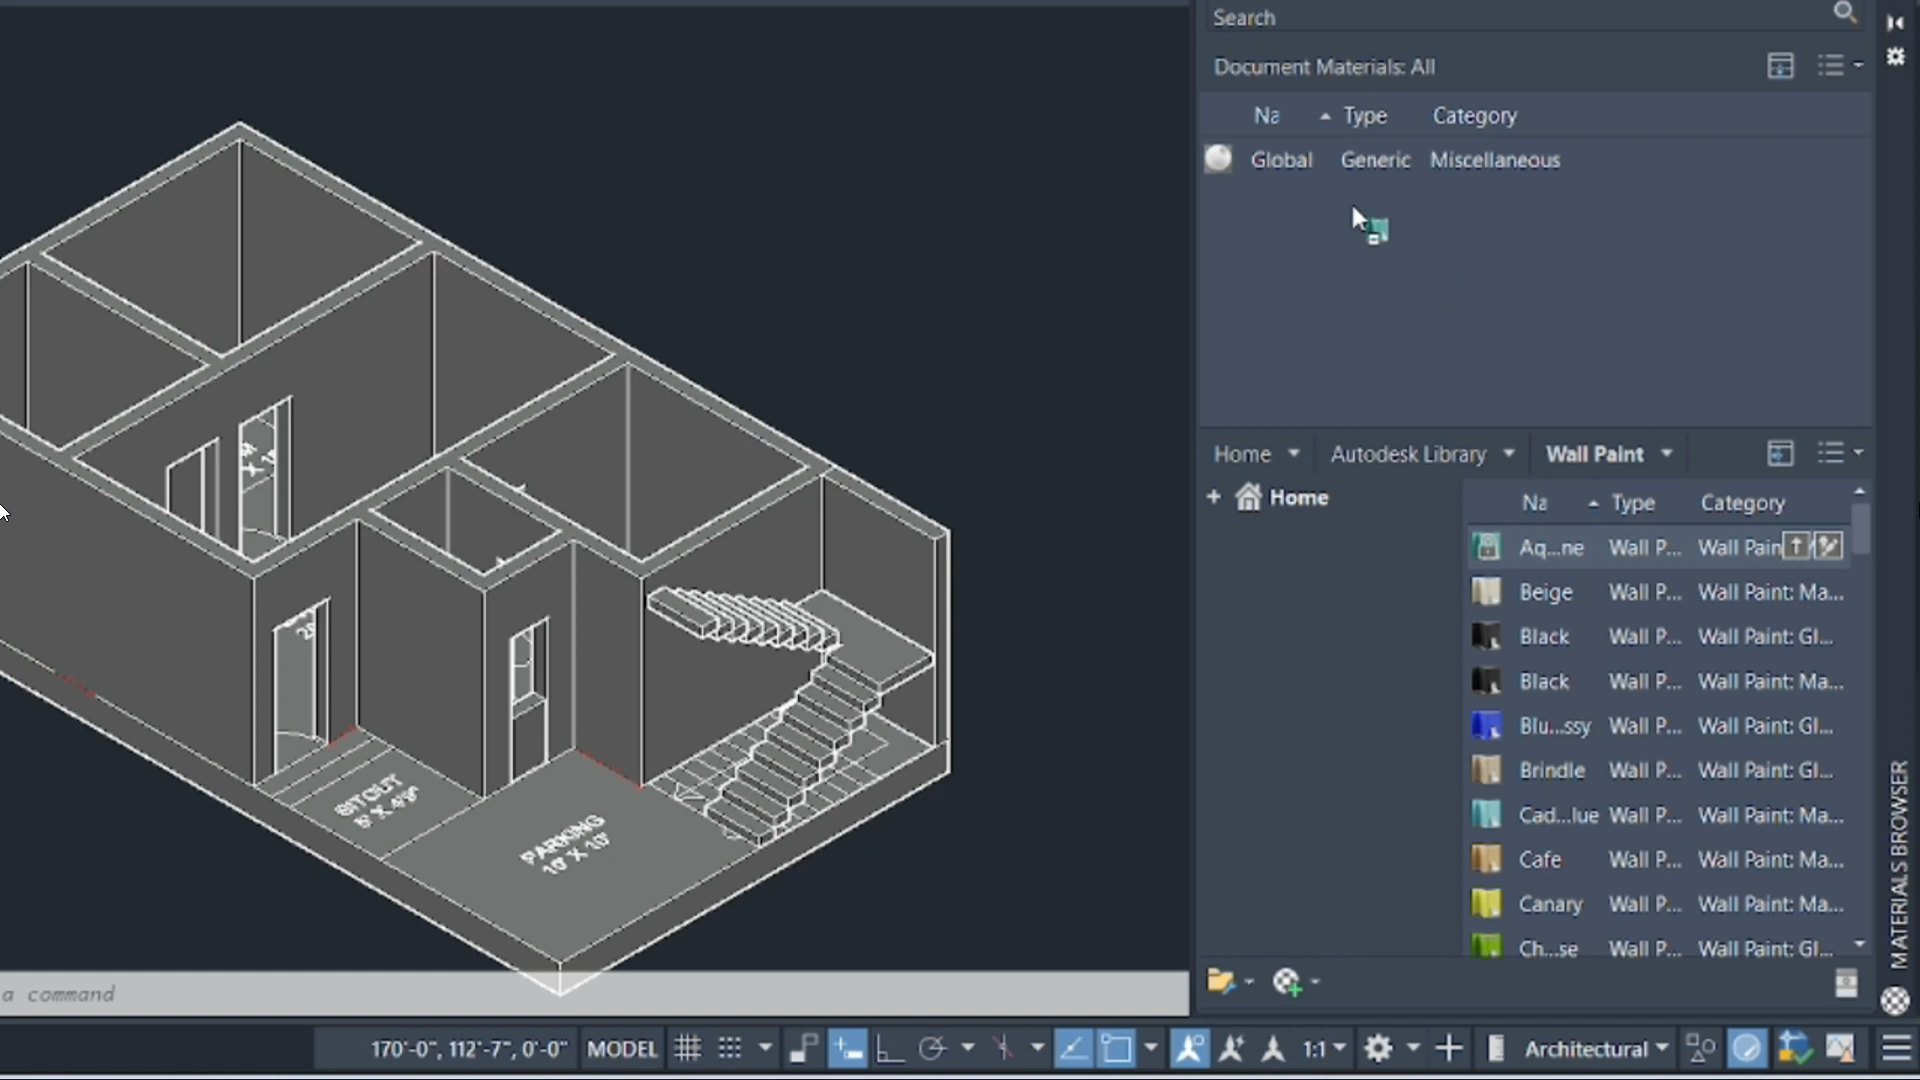 Search
Document Materials: All
Na Type Category
Global Generic Miscellaneous
Home Autodesk Library Wall Paint
Home
Na Type Category
Aq...ne Wall P... Wall Pain
Beige Wall P... Wall Paint: Ma...
Black Wall P... Wall Paint: Gl...
Black Wall P... Wall Paint: Ma...
Blu...ssy Wall P... Wall Paint: Gl...
Brindle Wall P... Wall Paint: Gl...
Cad...lue Wall P... Wall Paint: Ma...
Cafe Wall P... Wall Paint: Ma...
Canary Wall P... Wall Paint: Ma...
Ch...se Wall P... Wall Paint: Gl...
MATERIALS BROWSER
SITOUT
PARKING
10' X 10'
a command
170'-0", 112'-7", 0'-0" MODEL 1:1 Architectural